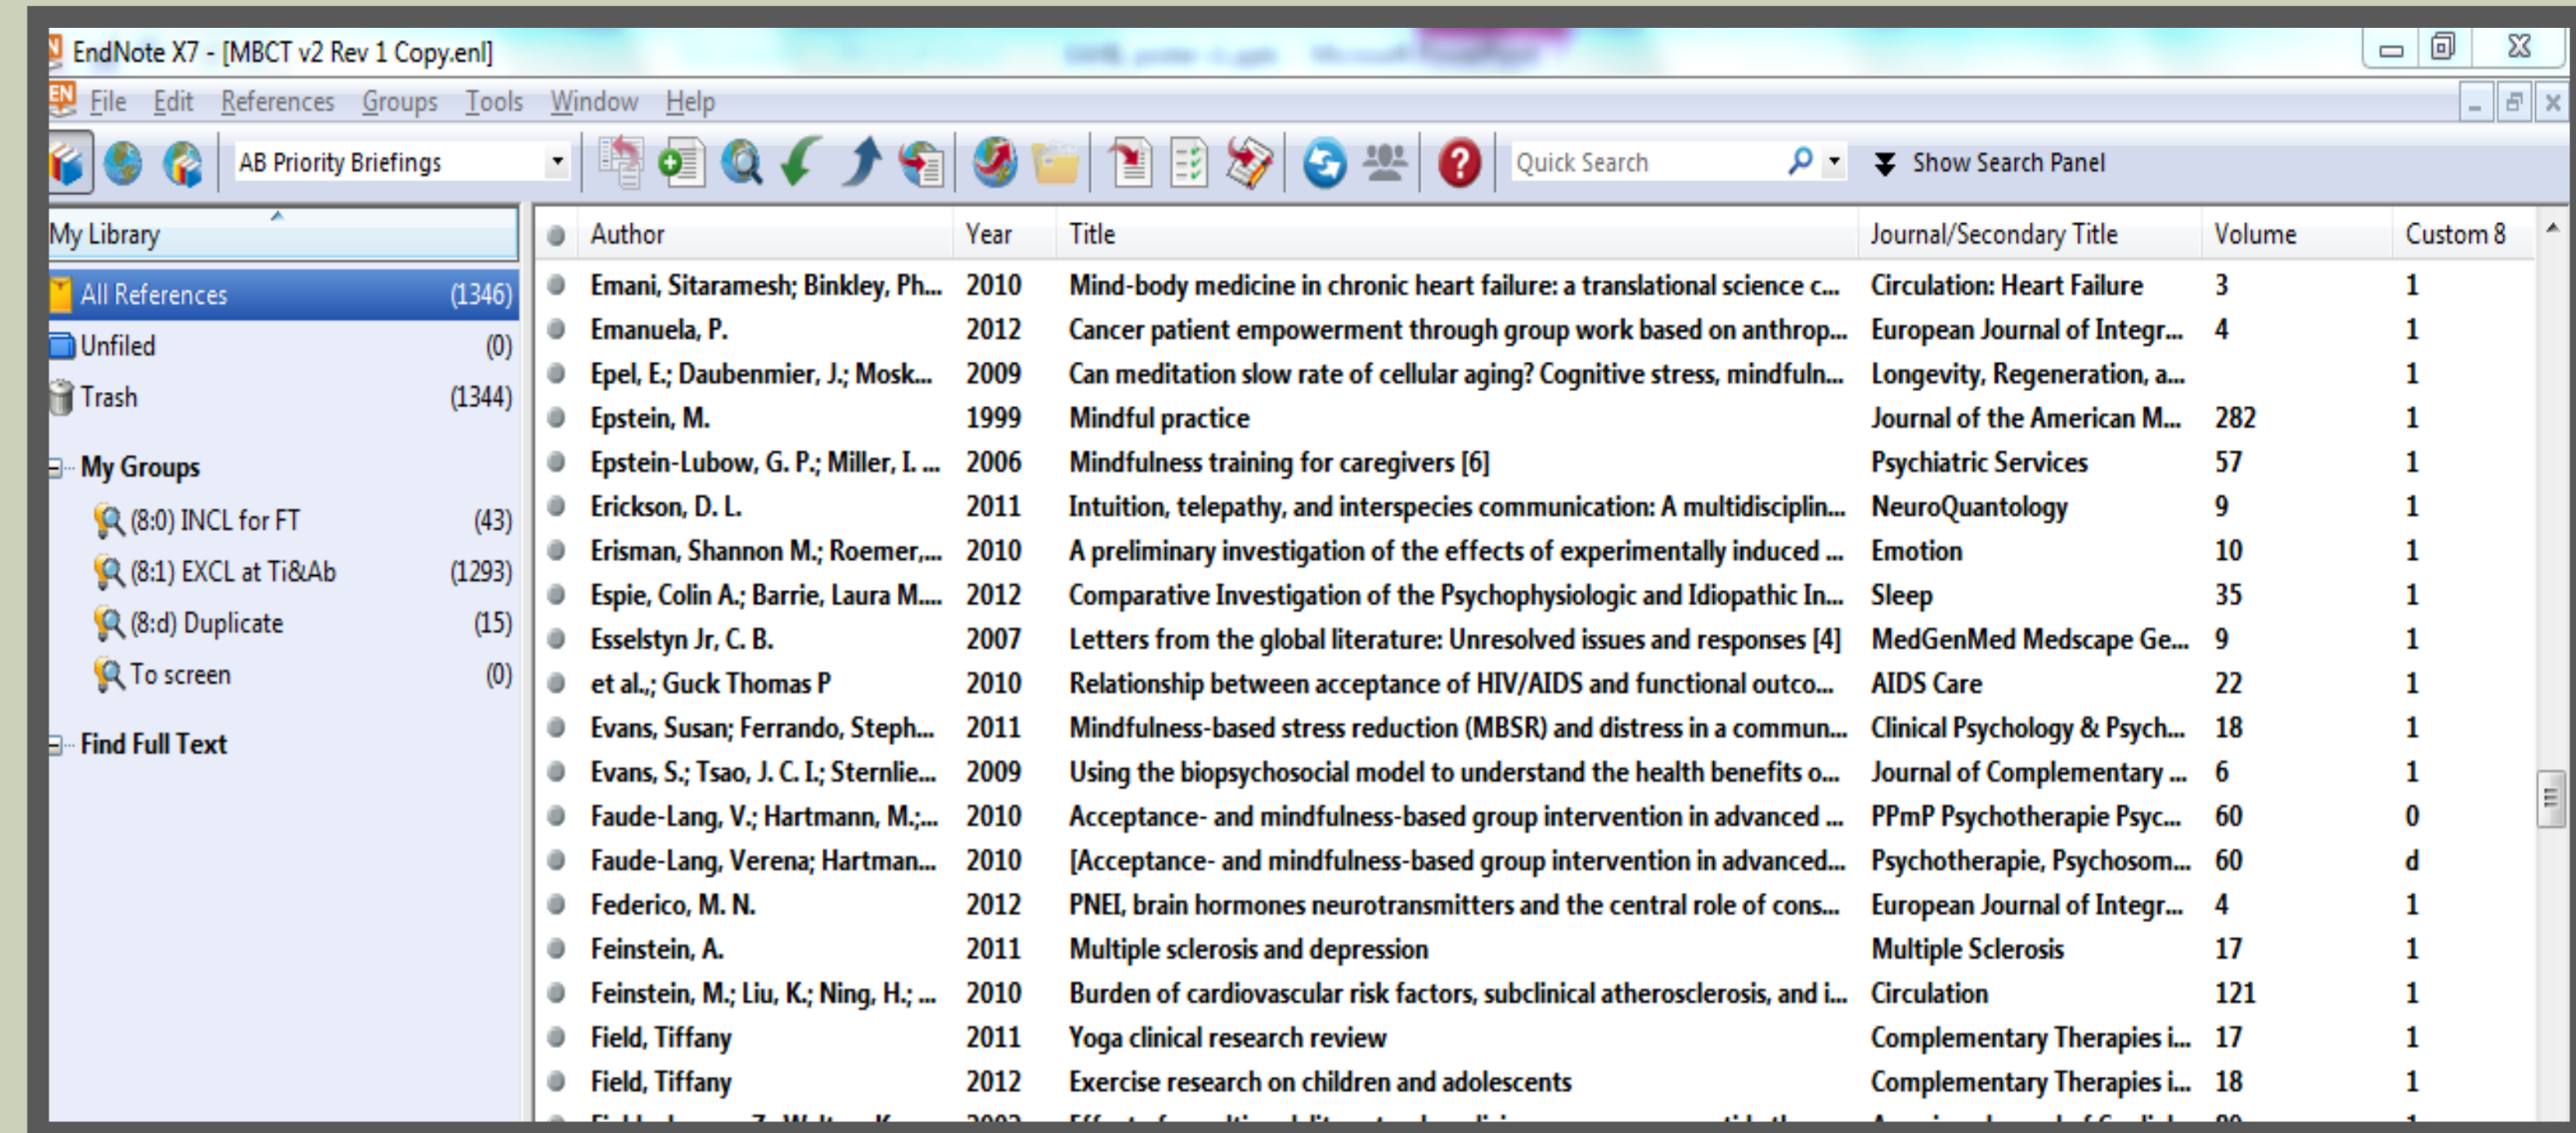 EndNote X7 - [MBCT v2 Rev 1 Copy.enl]
EN File Edit References Groups Tools Window Help
AB Priority Briefings Quick Search Show Search Panel
My Library
All References (1346)
Unfiled (0)
Trash (1344)
My Groups
(8:0) INCL for FT (43)
(8:1) EXCL at Ti&Ab (1293)
(8:d) Duplicate (15)
To screen (0)
Find Full Text
Author Year Title Journal/Secondary Title Volume Custom 8
Emani, Sitaramesh; Binkley, Ph... 2010 Mind-body medicine in chronic heart failure: a translational science c... Circulation: Heart Failure 3 1
Emanuela, P. 2012 Cancer patient empowerment through group work based on anthrop... European Journal of Integr... 4 1
Epel, E.; Daubenmier, J.; Mosk... 2009 Can meditation slow rate of cellular aging? Cognitive stress, mindfuln... Longevity, Regeneration, a... 1
Epstein, M. 1999 Mindful practice Journal of the American M... 282 1
Epstein-Lubow, G. P.; Miller, I. ... 2006 Mindfulness training for caregivers [6] Psychiatric Services 57 1
Erickson, D. L. 2011 Intuition, telepathy, and interspecies communication: A multidisciplin... NeuroQuantology 9 1
Erisman, Shannon M.; Roemer,... 2010 A preliminary investigation of the effects of experimentally induced ... Emotion 10 1
Espie, Colin A.; Barrie, Laura M.... 2012 Comparative Investigation of the Psychophysiologic and Idiopathic In... Sleep 35 1
Esselstyn Jr, C. B. 2007 Letters from the global literature: Unresolved issues and responses [4] MedGenMed Medscape Ge... 9 1
et al.,; Guck Thomas P 2010 Relationship between acceptance of HIV/AIDS and functional outco... AIDS Care 22 1
Evans, Susan; Ferrando, Steph... 2011 Mindfulness-based stress reduction (MBSR) and distress in a commun... Clinical Psychology & Psych... 18 1
Evans, S.; Tsao, J. C. I.; Sternlie... 2009 Using the biopsychosocial model to understand the health benefits o... Journal of Complementary ... 6 1
Faude-Lang, V.; Hartmann, M.;... 2010 Acceptance- and mindfulness-based group intervention in advanced ... PPmP Psychotherapie Psyc... 60 0
Faude-Lang, Verena; Hartman... 2010 [Acceptance- and mindfulness-based group intervention in advanced... Psychotherapie, Psychosom... 60 d
Federico, M. N. 2012 PNEI, brain hormones neurotransmitters and the central role of cons... European Journal of Integr... 4 1
Feinstein, A. 2011 Multiple sclerosis and depression Multiple Sclerosis 17 1
Feinstein, M.; Liu, K.; Ning, H.; ... 2010 Burden of cardiovascular risk factors, subclinical atherosclerosis, and i... Circulation 121 1
Field, Tiffany 2011 Yoga clinical research review Complementary Therapies i... 17 1
Field, Tiffany 2012 Exercise research on children and adolescents Complementary Therapies i... 18 1